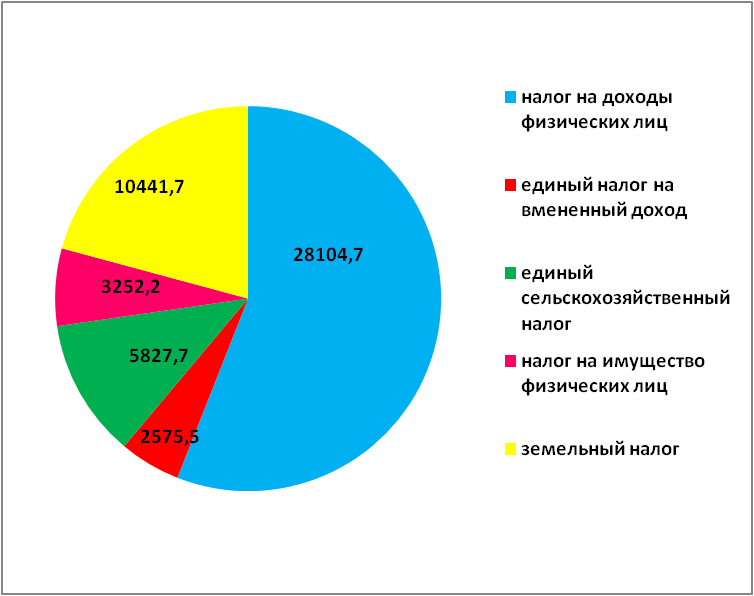 10441,7
28104,7
3252,2
5827,7
2575,5
налог на доходы
физических лиц
единый налог на
вмененный доход
единый
сельскохозяйственный
налог
налог на имущество
физических лиц
земельный налог